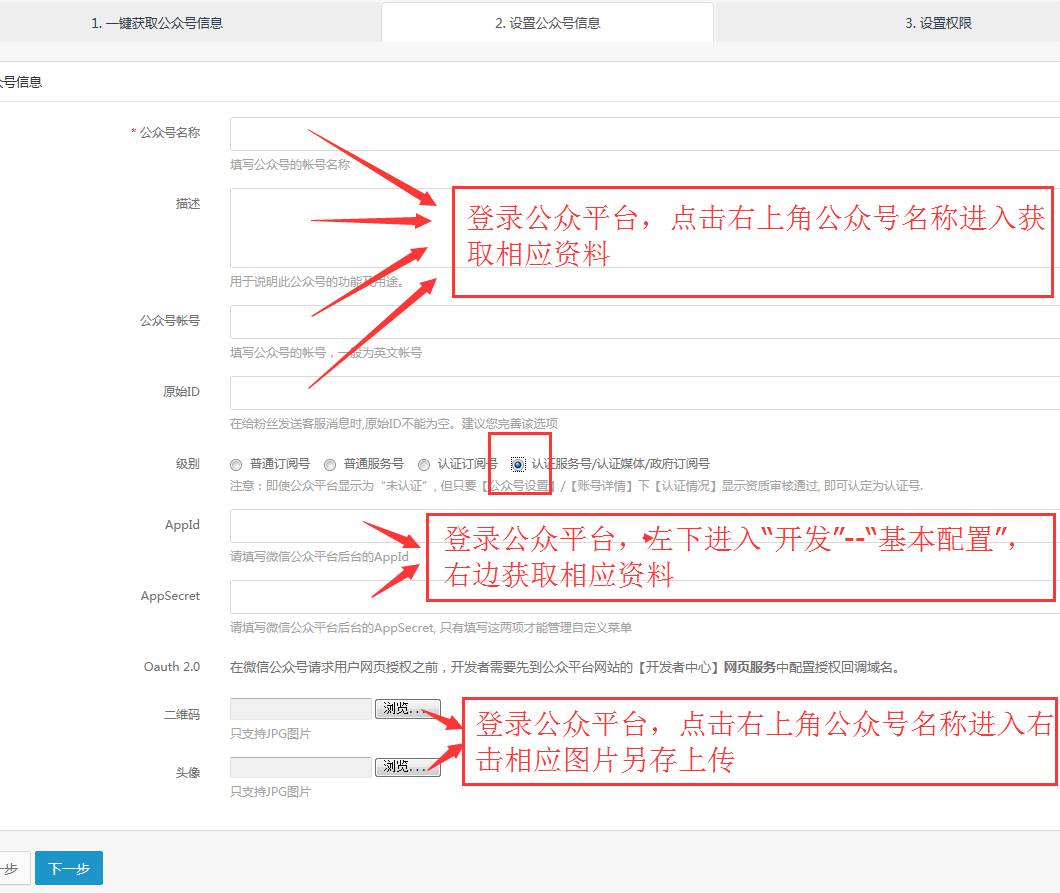 1. 一键获取公众号信息
2. 设置公众号信息
3. 设置权限
号信息
* 公众号名称
填写公众号的帐号名称
描述
登录公众平台，点击右上角公众号名称进入获
取相应资料
用于说明此公众号的功能及用途。
公众号帐号
填写公众号的帐号，一般为英文帐号
原始ID
在给粉丝发送客服消息时,原始ID不能为空。建议您完善该选项
级别 普通订阅号 普通服务号 认证订阅号 认证服务号/认证媒体/政府订阅号
注意：即使公众平台显示为“未认证”, 但只要【公众号设置】/【账号详情】下【认证情况】显示资质审核通过, 即可认定为认证号.
AppId
登录公众平台，左下进入“开发”--“基本配置”，
右边获取相应资料
请填写微信公众平台后台的AppId
AppSecret
请填写微信公众平台后台的AppSecret, 只有填写这两项才能管理自定义菜单
Oauth 2.0 在微信公众号请求用户网页授权之前，开发者需要先到公众平台网站的【开发者中心】网页服务中配置授权回调域名。
二维码 浏览...
只支持JPG图片
登录公众平台，点击右上角公众号名称进入右
击相应图片另存上传
头像 浏览...
只支持JPG图片
一步 下一步